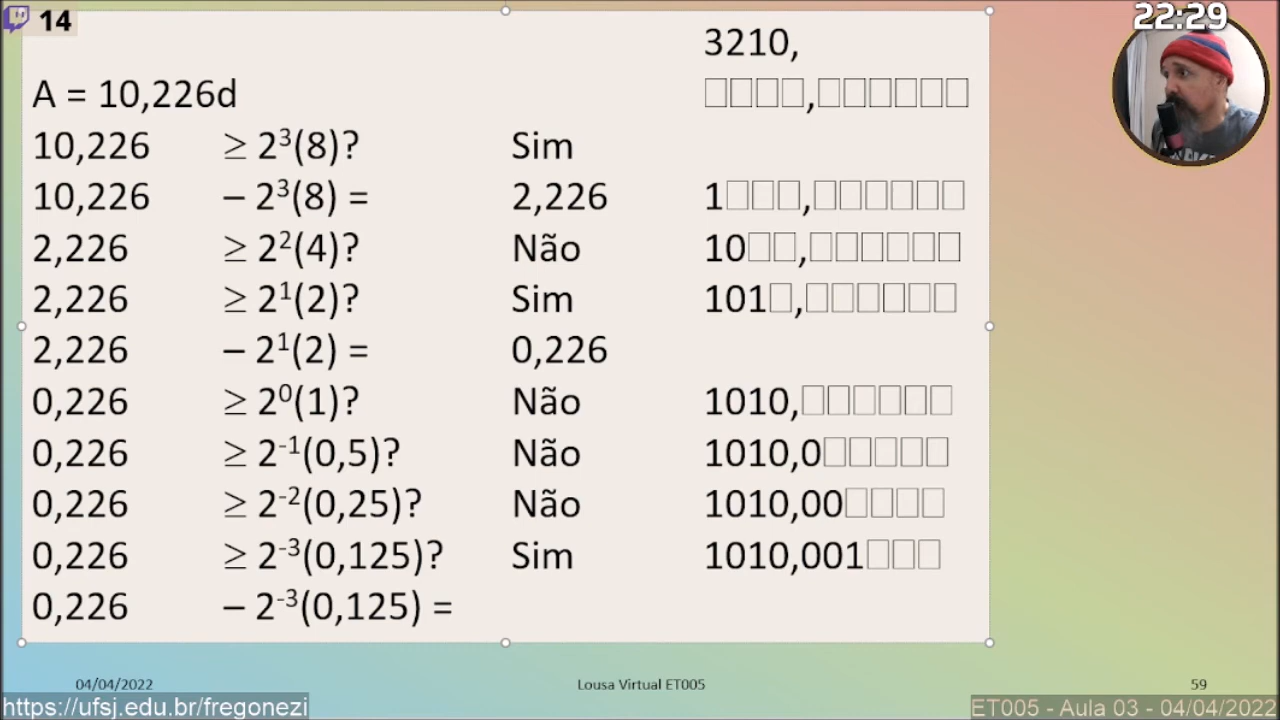 14
22:29
3210,
A = 10,226d □□□□,□□□□□□
10,226 ≥ 2³(8)? Sim
10,226 – 2³(8) = 2,226 1□□□,□□□□□□
2,226 ≥ 2²(4)? Não 10□□,□□□□□□
2,226 ≥ 2¹(2)? Sim 101□,□□□□□□
2,226 – 2¹(2) = 0,226
0,226 ≥ 2⁰(1)? Não 1010,□□□□□□
0,226 ≥ 2⁻¹(0,5)? Não 1010,0□□□□□
0,226 ≥ 2⁻²(0,25)? Não 1010,00□□□□
0,226 ≥ 2⁻³(0,125)? Sim 1010,001□□□
0,226 – 2⁻³(0,125) =
04/04/2022 Lousa Virtual ET005 59
https://ufsj.edu.br/fregonezi ET005 - Aula 03 - 04/04/2022